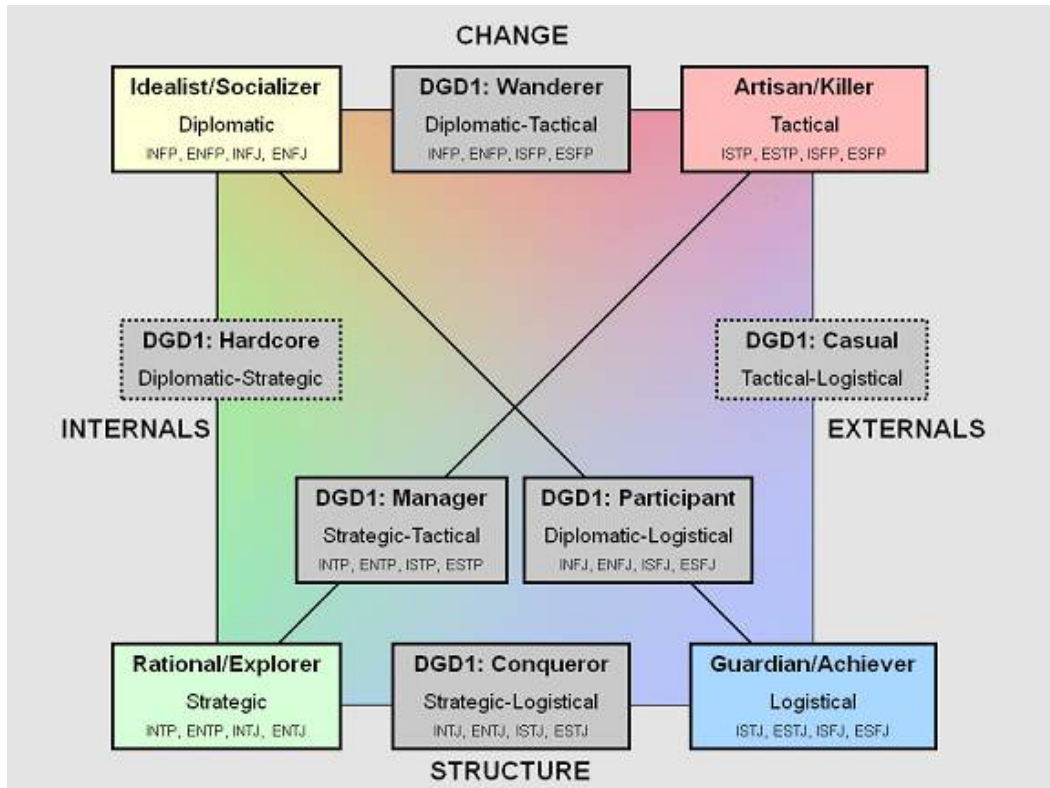 CHANGE
Idealist/Socializer
Diplomatic
INFP, ENFP, INFJ, ENFJ
DGD1: Wanderer
Diplomatic-Tactical
INFP, ENFP, ISFP, ESFP
Artisan/Killer
Tactical
ISTP, ESTP, ISFP, ESFP
DGD1: Hardcore
Diplomatic-Strategic
DGD1: Casual
Tactical-Logistical
INTERNALS
EXTERNALS
DGD1: Manager
Strategic-Tactical
INTP, ENTP, ISTP, ESTP
DGD1: Participant
Diplomatic-Logistical
INFJ, ENFJ, ISFJ, ESFJ
Rational/Explorer
Strategic
INTP, ENTP, INTJ, ENTJ
DGD1: Conqueror
Strategic-Logistical
INTJ, ENTJ, ISTJ, ESTJ
Guardian/Achiever
Logistical
ISTJ, ESTJ, ISFJ, ESFJ
STRUCTURE